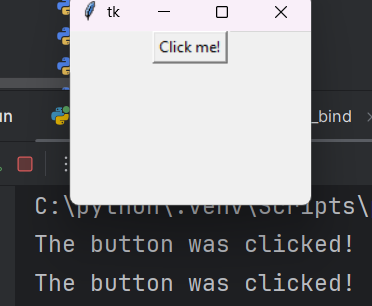 tk
Click me!
un
_bind
C:\python\.venv\Scripts\
The button was clicked!
The button was clicked!